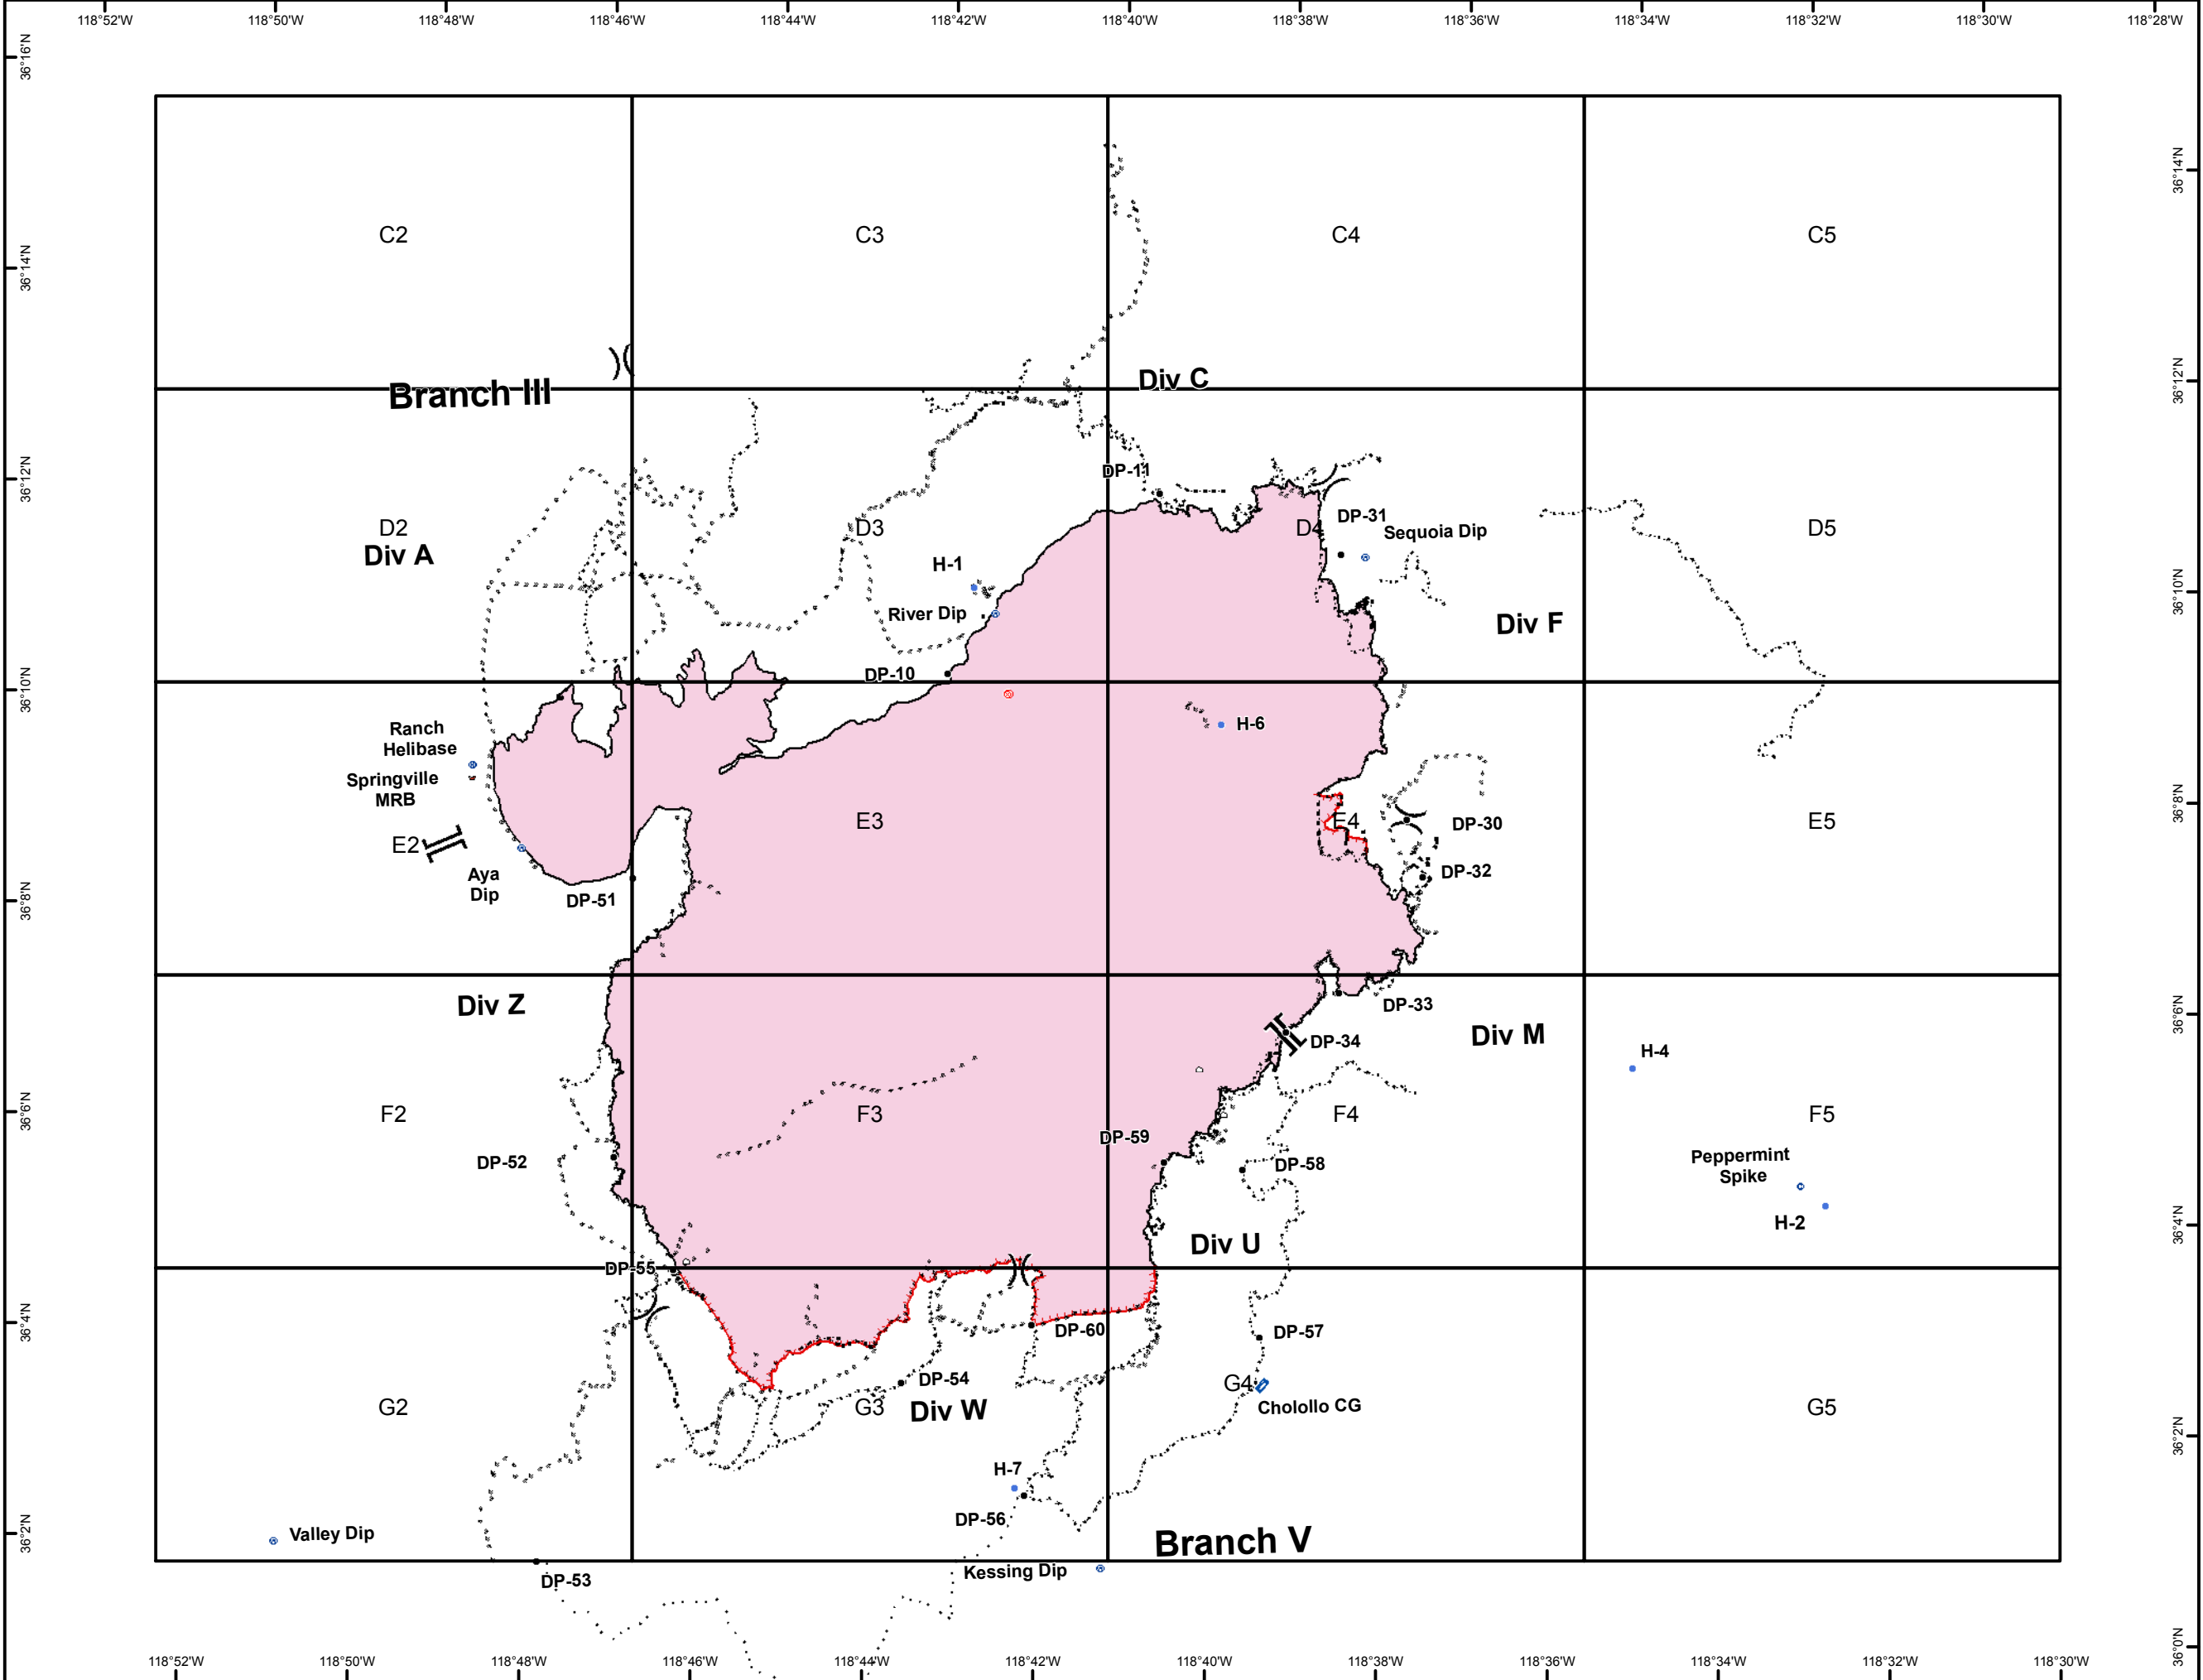 118°52'W 118°50'W 118°48'W 118°46'W 118°44'W 118°42'W 118°40'W 118°38'W 118°36'W 118°34'W 118°32'W 118°30'W 118°28'W
36°16'N
36°14'N
C2 C3 C4 C5
36°14'N
Div C
36°12'N
Branch III
DP-11
36°12'N
DP-31
D2 D3 D4 D5
Sequoia Dip
Div A
H-1
36°10'N
River Dip
Div F
DP-10
36°10'N
H-6
Ranch
Helibase
Springville
MRB
36°8'N
E3 E4 E5
DP-30
E2
Aya
Dip
DP-32
DP-51
36°8'N
Div Z
DP-33
36°6'N
Div M
DP-34
H-4
36°6'N
F2 F3 F4 F5
DP-59
Peppermint
Spike
DP-52
DP-58
H-2
36°4'N
Div U
DP-55
36°4'N
DP-60
DP-57
DP-54
G4
G2 G3 G5
Div W
Cholollo CG
36°2'N
H-7
DP-56
36°2'N
Valley Dip
Branch V
Kessing Dip
DP-53
36°0'N
118°52'W 118°50'W 118°48'W 118°46'W 118°44'W 118°42'W 118°40'W 118°38'W 118°36'W 118°34'W 118°32'W 118°30'W